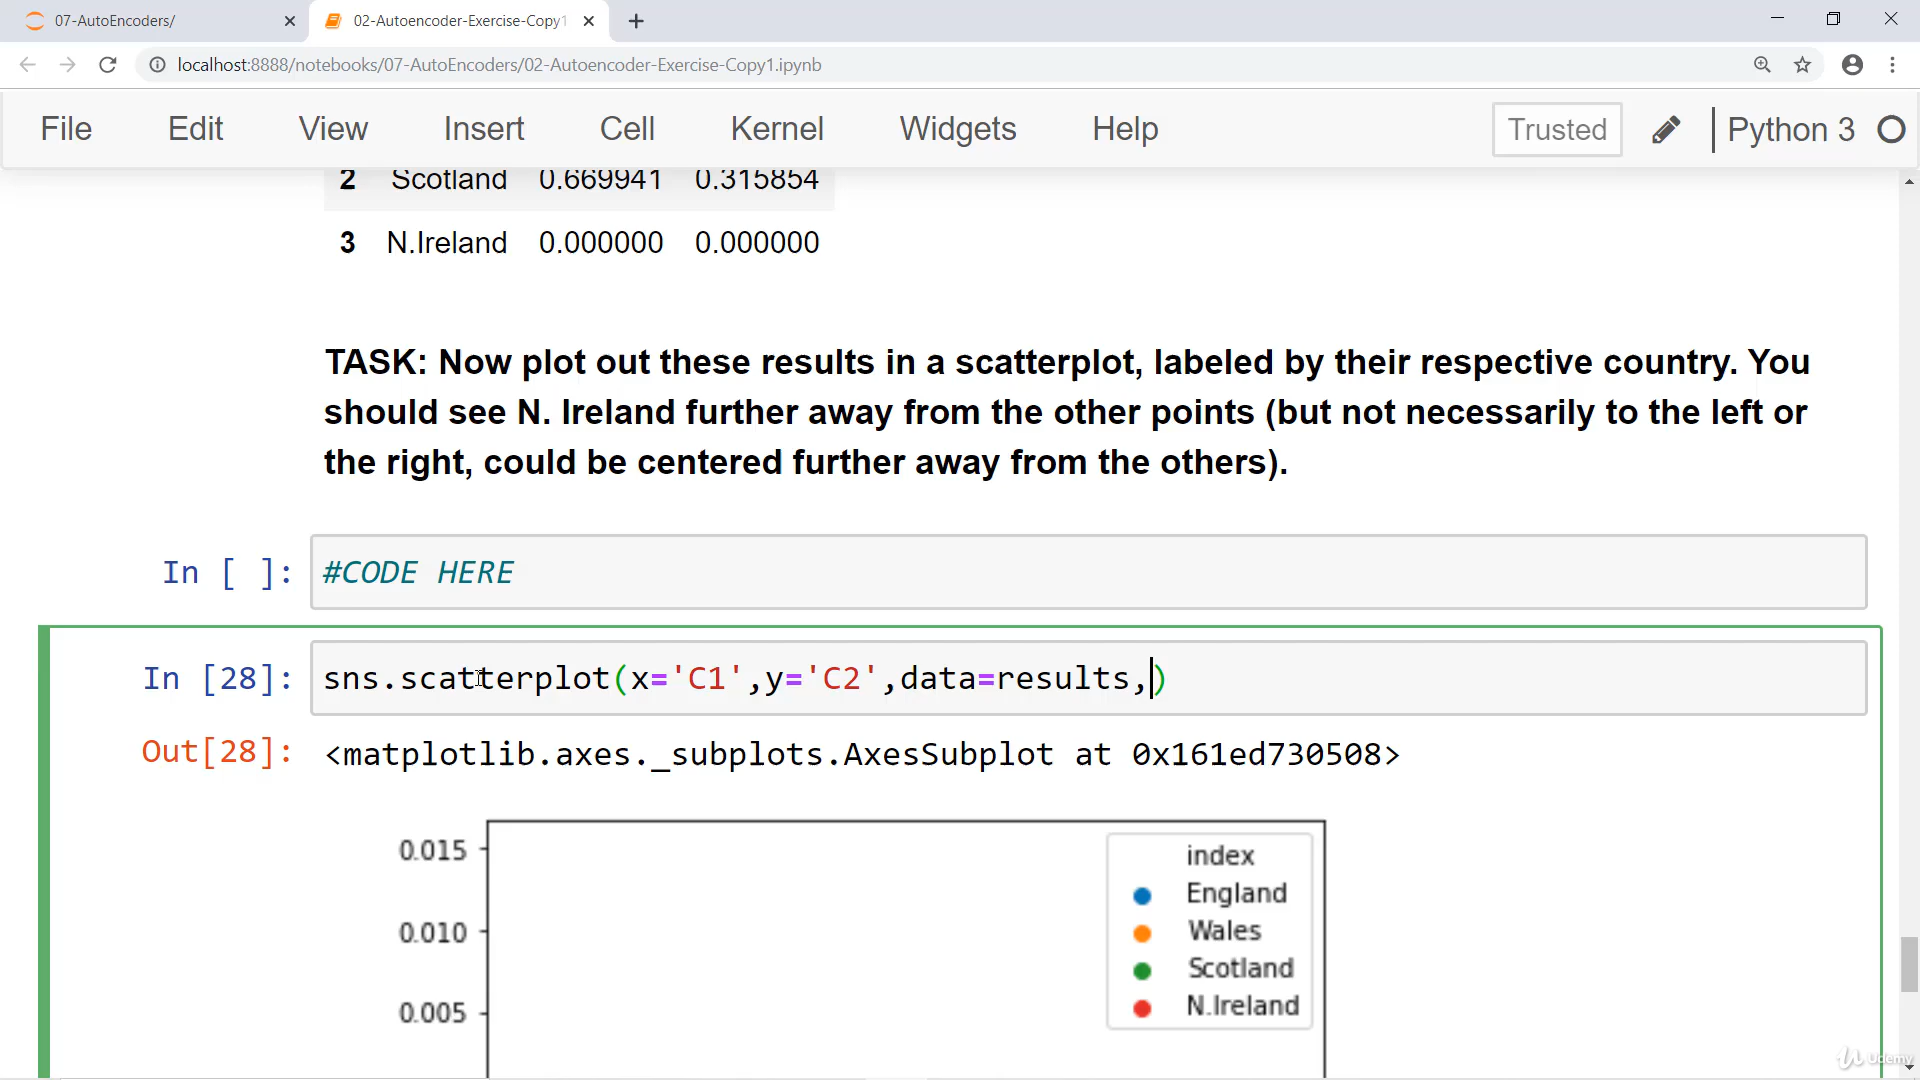 07-AutoEncoders/
02-Autoencoder-Exercise-Copy1
localhost:8888/notebooks/07-AutoEncoders/02-Autoencoder-Exercise-Copy1.ipynb
File Edit View Insert Cell Kernel Widgets Help Trusted Python 3
2 Scotland 0.669941 0.315854
3 N.Ireland 0.000000 0.000000
TASK: Now plot out these results in a scatterplot, labeled by their respective country. You
should see N. Ireland further away from the other points (but not necessarily to the left or
the right, could be centered further away from the others).
In [ ]: #CODE HERE
In [28]: sns.scatterplot(x='C1',y='C2',data=results,)
Out[28]: <matplotlib.axes._subplots.AxesSubplot at 0x161ed730508>
0.015
0.010
0.005
index
England
Wales
Scotland
N.Ireland
Udemy